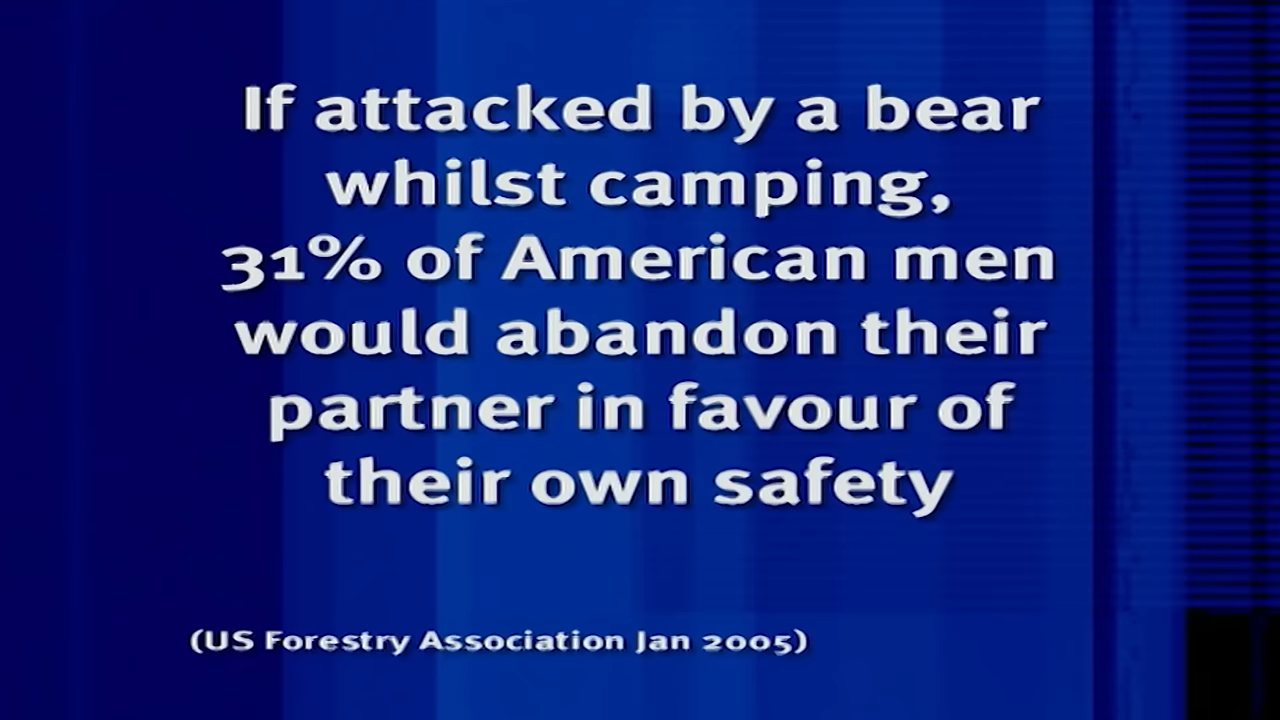 If attacked by a bear
whilst camping,
31% of American men
would abandon their
partner in favour of
their own safety
(US Forestry Association Jan 2005)